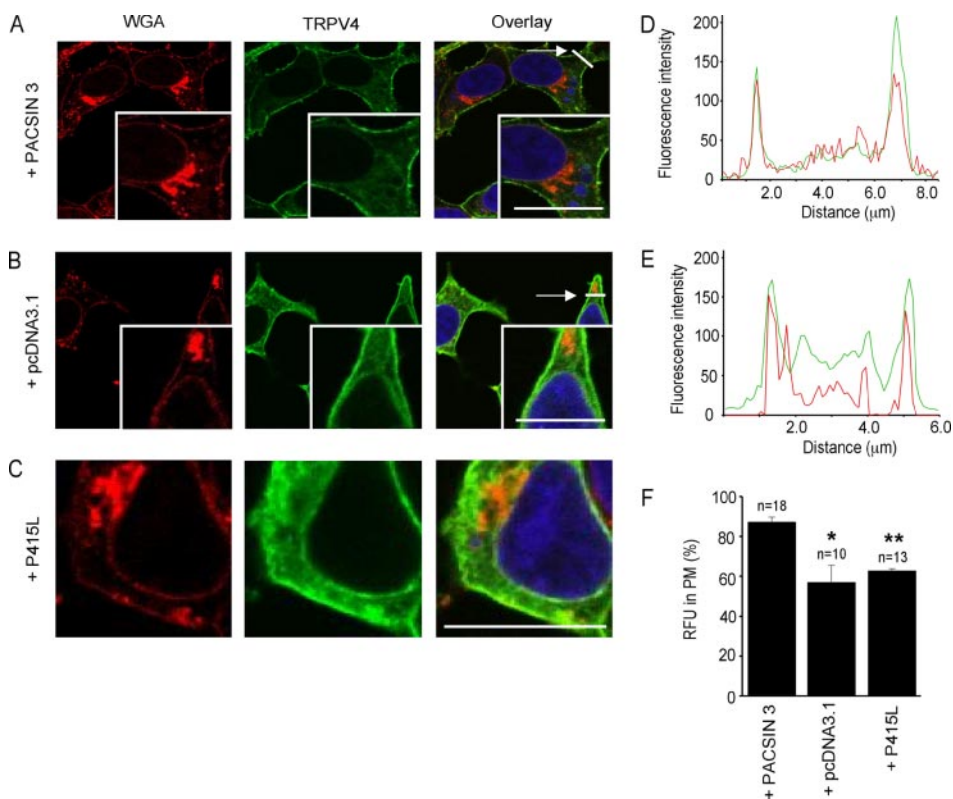 WGA
TRPV4
Overlay
A
+ PACSIN 3
B
+ pcDNA3.1
C
+ P415L
D
Fluorescence intensity
200
150
100
50
0
2.0
4.0
6.0
8.0
Distance (μm)
E
Fluorescence intensity
200
150
100
50
0
2.0
4.0
6.0
Distance (μm)
F
RFU in PM (%)
100
80
60
40
20
0
n=18
*
n=10
**
n=13
+ PACSIN 3
+ pcDNA3.1
+ P415L